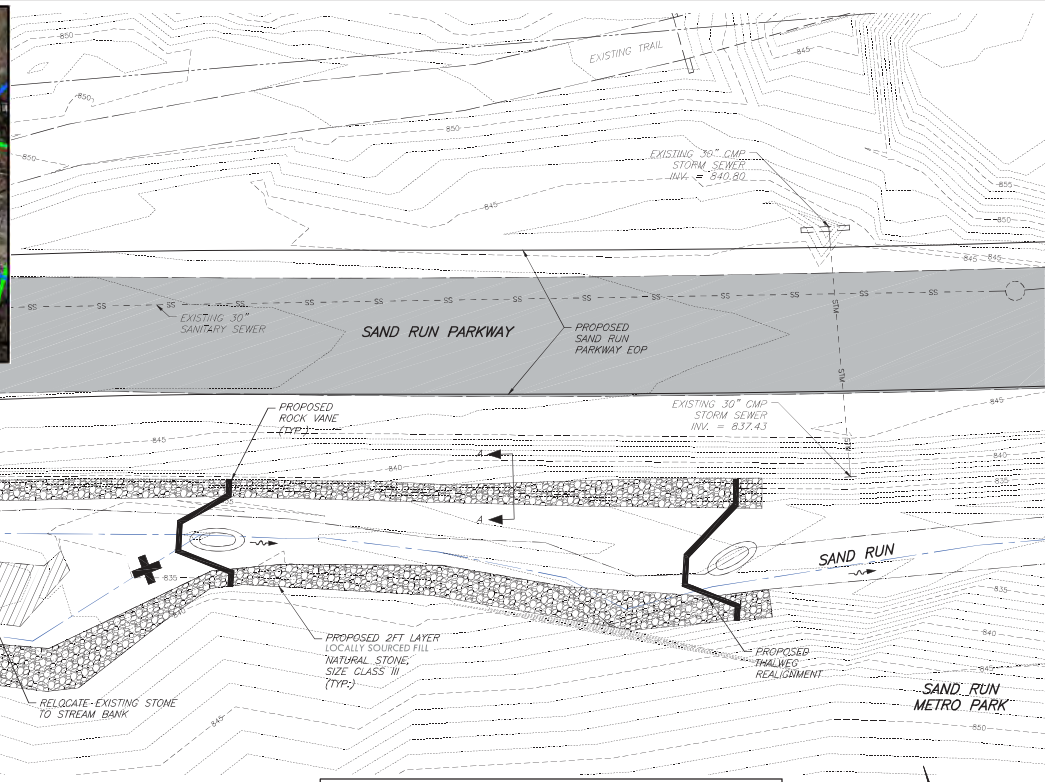 850
EXISTING TRAIL
845
850
850
850
EXISTING 30" CMP
STORM SEWER
INV. = 840.80
855
845
850
845 845
SS SS SS SS SS SS SS SS SS SS SS SS SS SS
EXISTING 30"
SANITARY SEWER
SAND RUN PARKWAY
PROPOSED
SAND RUN
PARKWAY EOP
STM
STM
STM
PROPOSED
ROCK VANE
(TYP.)
EXISTING 30" CMP
STORM SEWER
INV. = 837.43
845
845
840
840
835
A
A
SAND RUN
835
835
PROPOSED 2FT LAYER
LOCALLY SOURCED FILL
NATURAL STONE,
SIZE CLASS III
(TYP.)
PROPOSED
THALWEG
REALIGNMENT
840
845
RELOCATE EXISTING STONE
TO STREAM BANK
SAND RUN
METRO PARK
845
850